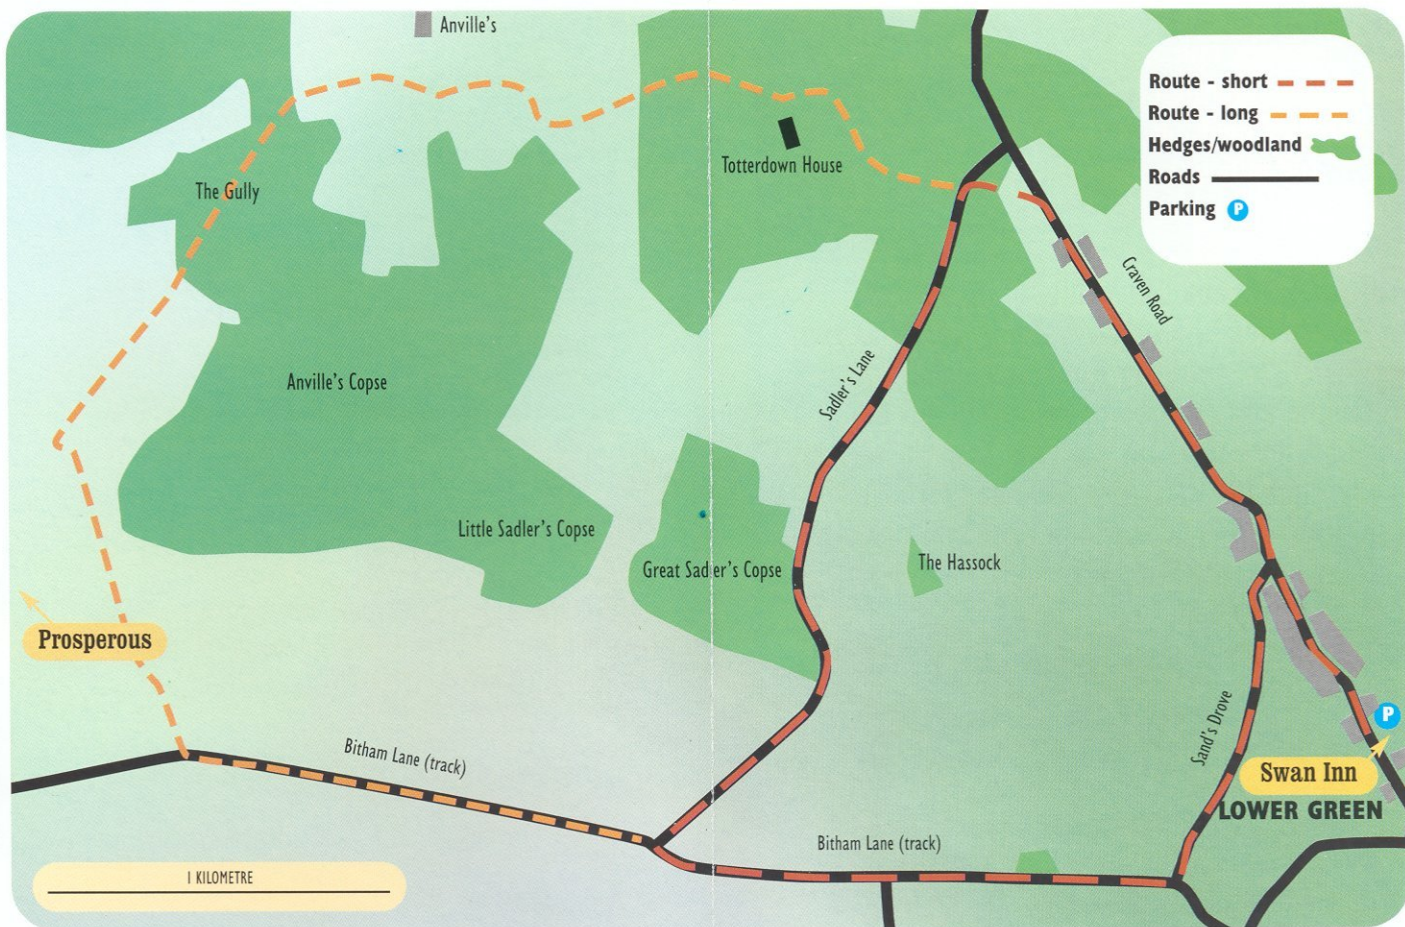 Anville's
Route - short
Route - long
Hedges/woodland
Roads
Parking P
Totterdown House
The Gully
Craven Road
Sadler's Lane
Anville's Copse
Little Sadler's Copse
Great Sadler's Copse
The Hassock
Prosperous
Sand's Drove
P
Bitham Lane (track)
Swan Inn
LOWER GREEN
Bitham Lane (track)
1 KILOMETRE